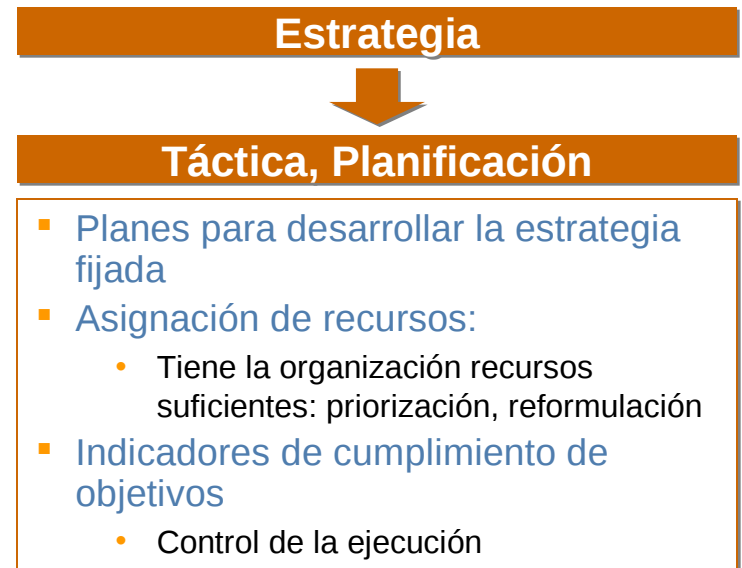 Estrategia
Táctica, Planificación
Planes para desarrollar la estrategia
fijada
Asignación de recursos:
Tiene la organización recursos
suficientes: priorización, reformulación
Indicadores de cumplimiento de
objetivos
Control de la ejecución